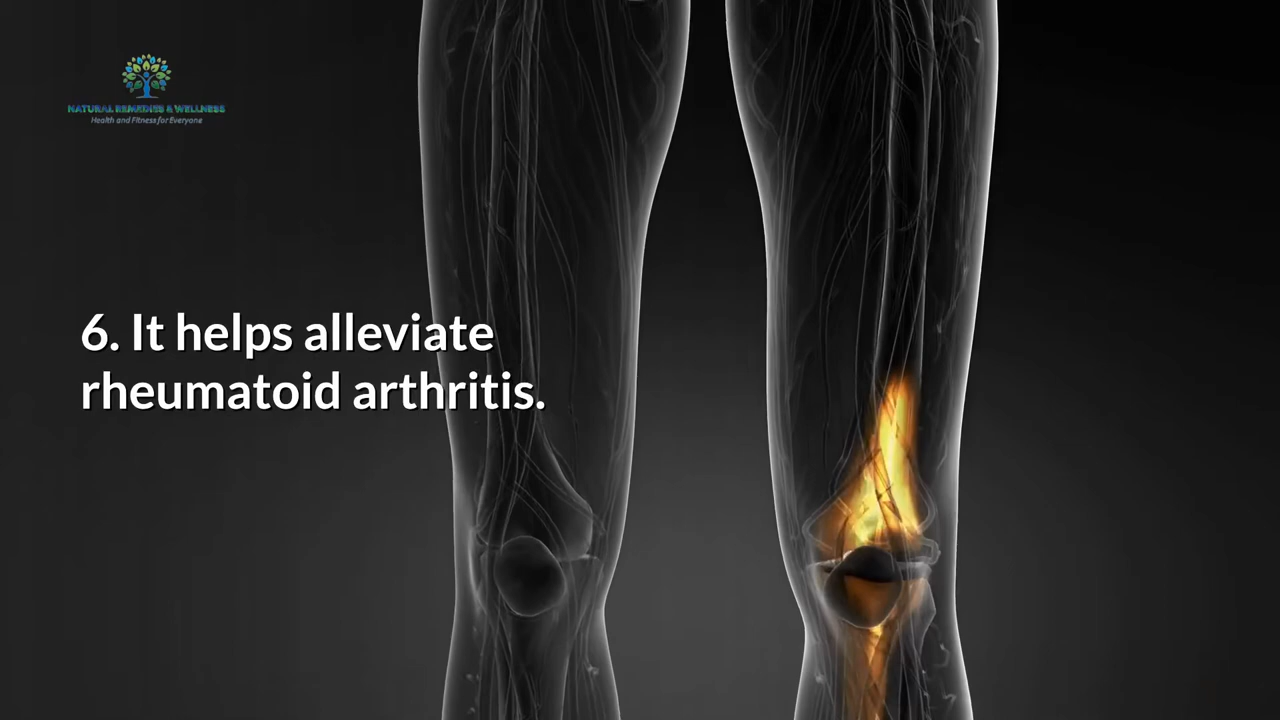 NATURAL REMEDIES & WELLNESS
Health and Fitness for Everyone
6. It helps alleviate
rheumatoid arthritis.